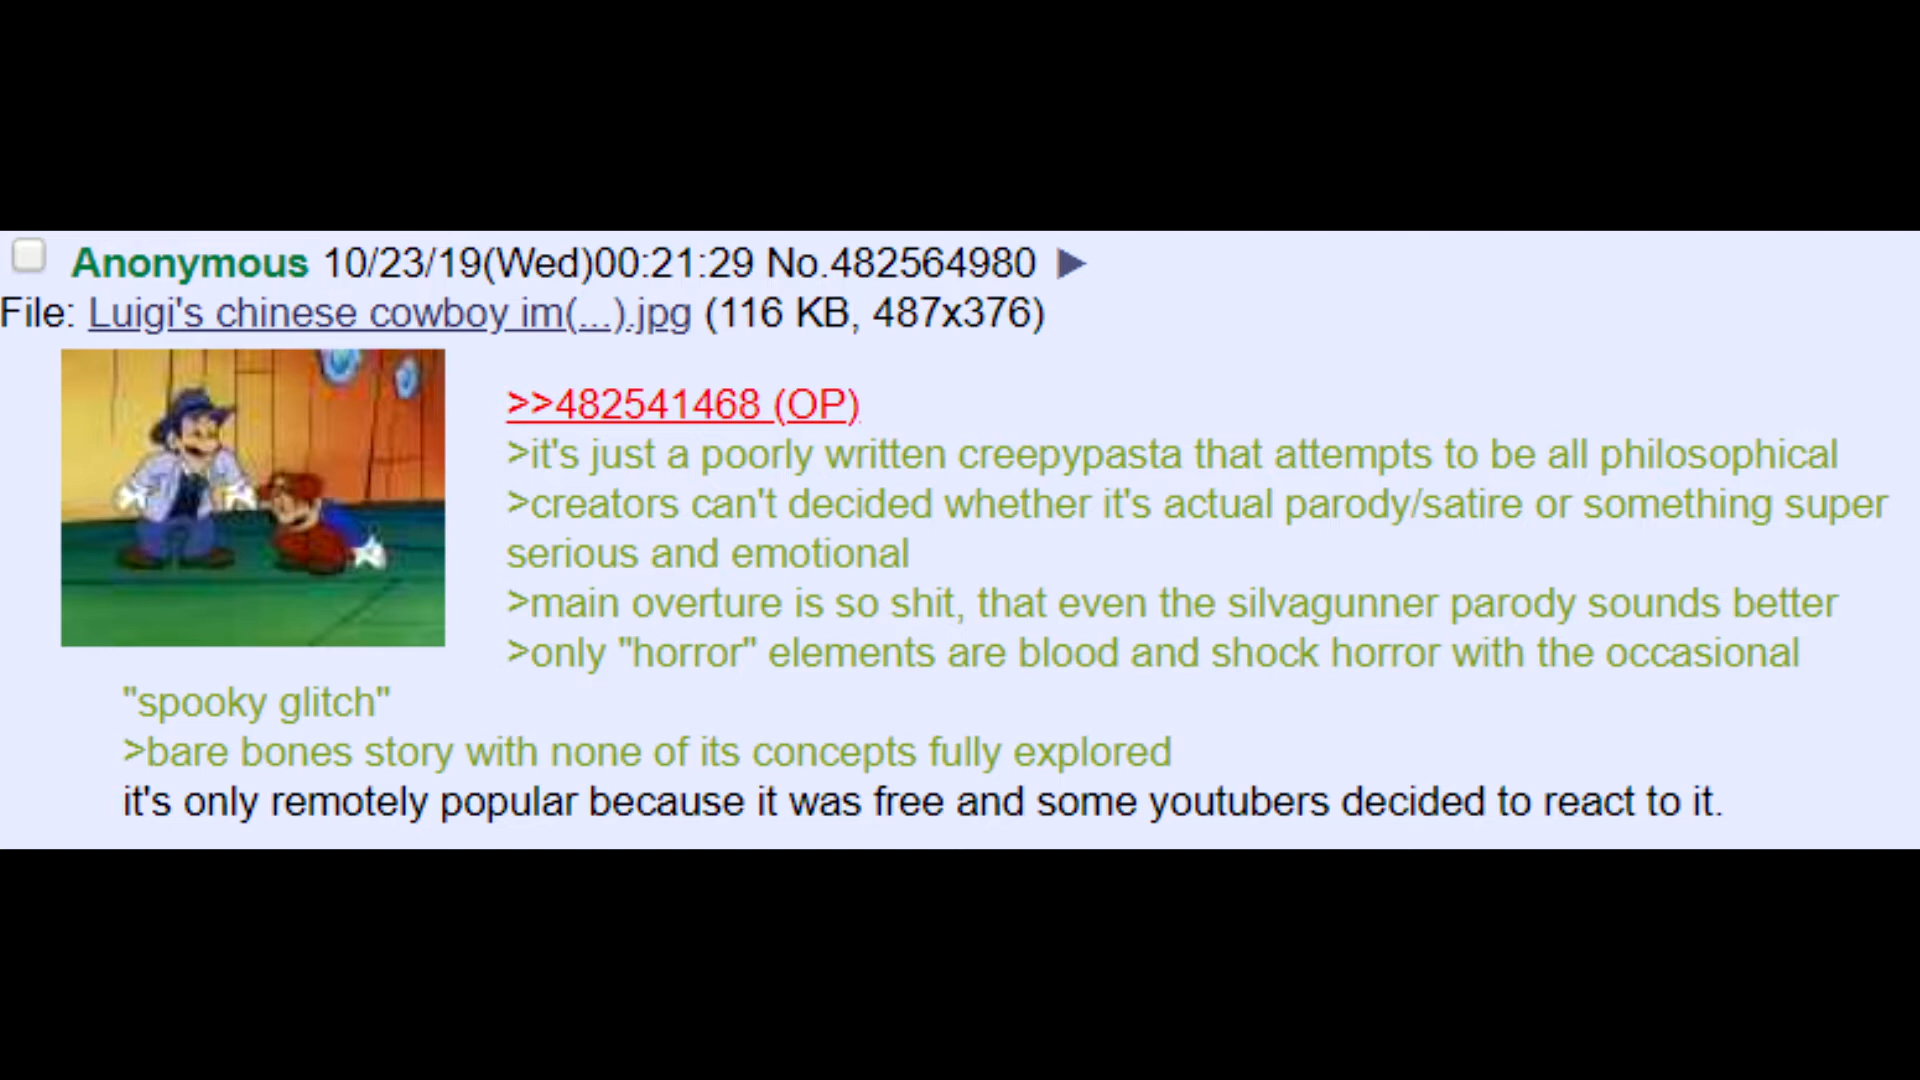 Anonymous 10/23/19(Wed)00:21:29 No.482564980 ▶
File: Luigi's chinese cowboy im(...).jpg (116 KB, 487x376)
>>482541468 (OP)
>it's just a poorly written creepypasta that attempts to be all philosophical
>creators can't decided whether it's actual parody/satire or something super
serious and emotional
>main overture is so shit, that even the silvagunner parody sounds better
>only "horror" elements are blood and shock horror with the occasional
"spooky glitch"
>bare bones story with none of its concepts fully explored
it's only remotely popular because it was free and some youtubers decided to react to it.